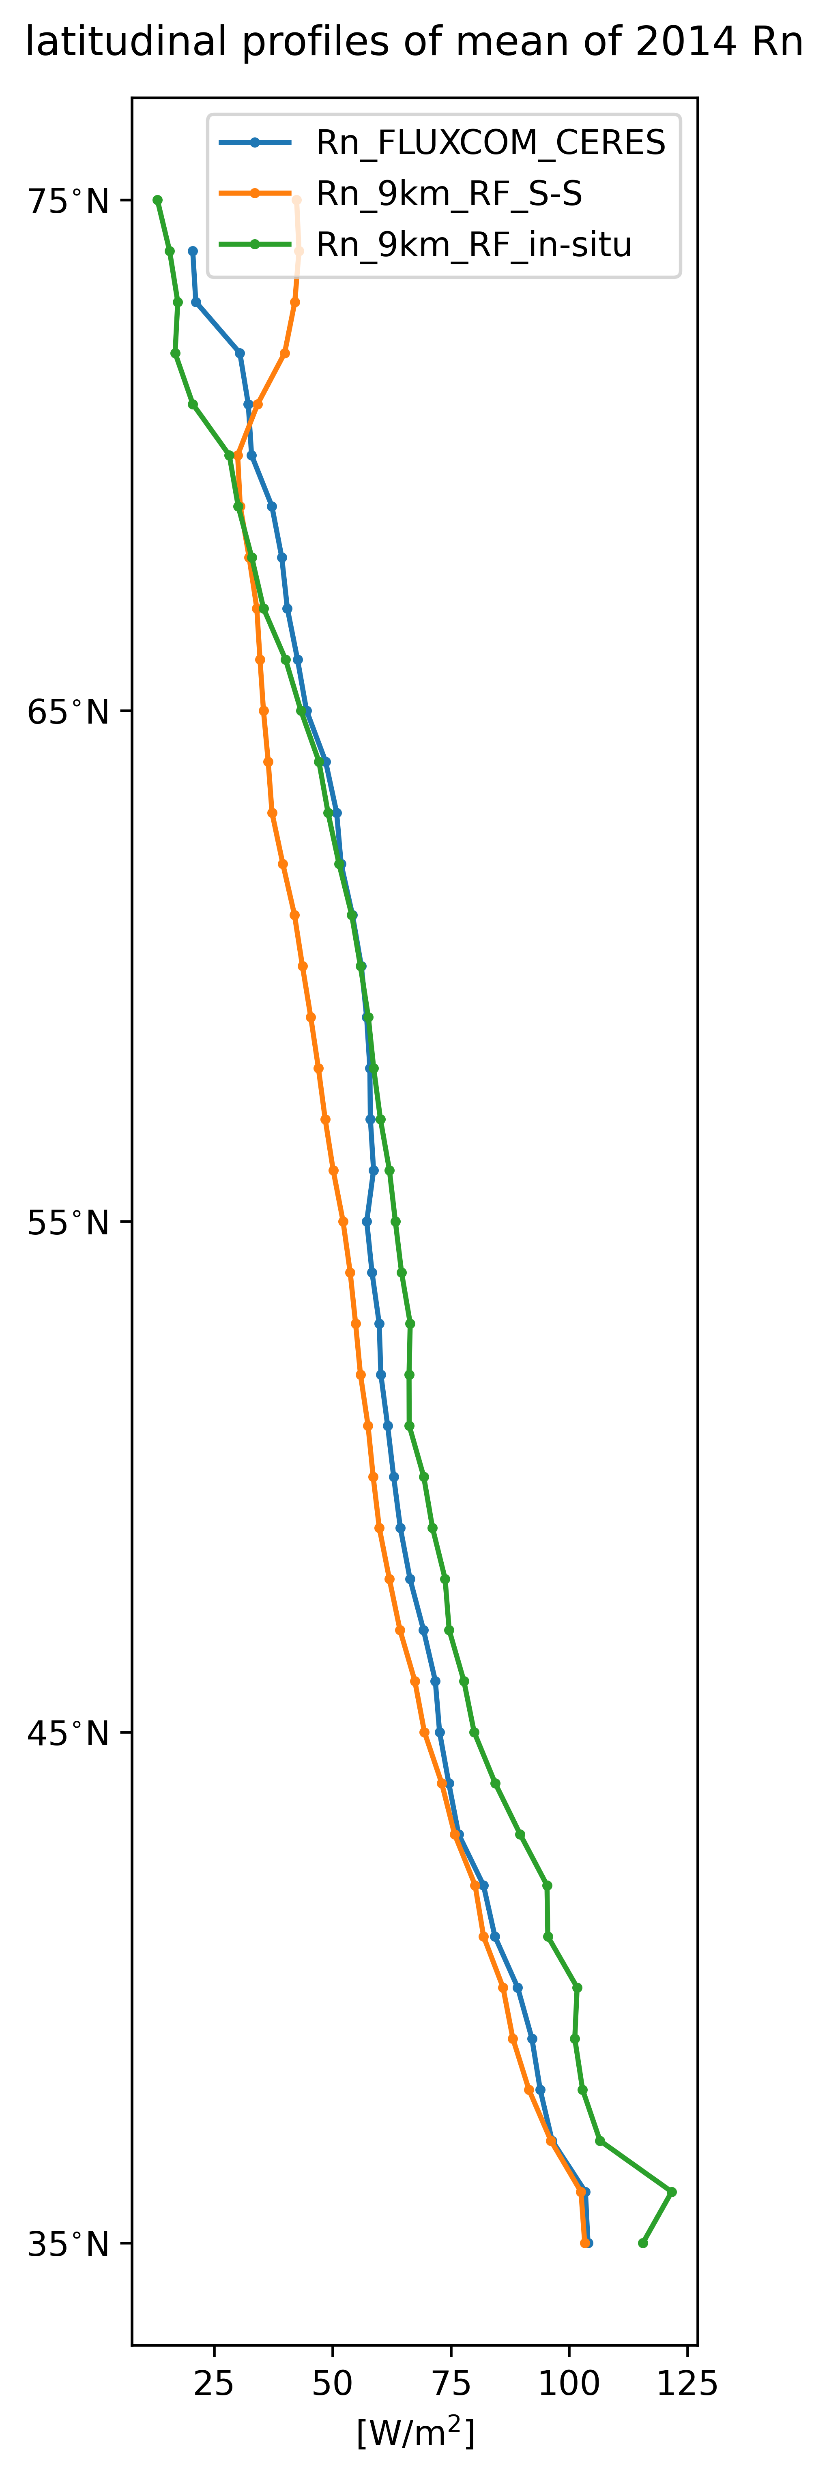 latitudinal profiles of mean of 2014 Rn
Rn_FLUXCOM_CERES
Rn_9km_RF_S-S
Rn_9km_RF_in-situ
75°N
65°N
55°N
45°N
35°N
25 50 75 100 125
[W/m²]